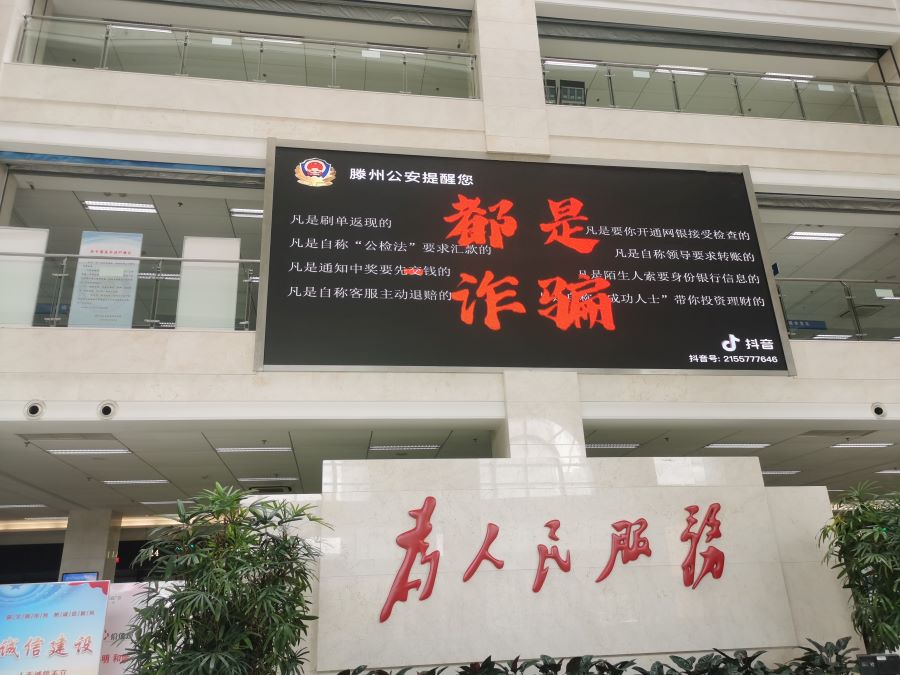 滕州公安提醒您
凡是刷单返现的
凡是自称“公检法”要求汇款的
凡是通知中奖要先交钱的
凡是自称客服主动退赔的
都是
诈骗
凡是要你开通网银接受检查的
凡是自称领导要求转账的
凡是陌生人索要身份银行信息的
成功人士”带你投资理财的
抖音
抖音号: 2155777646
为人民服务
诚信建设
明 和